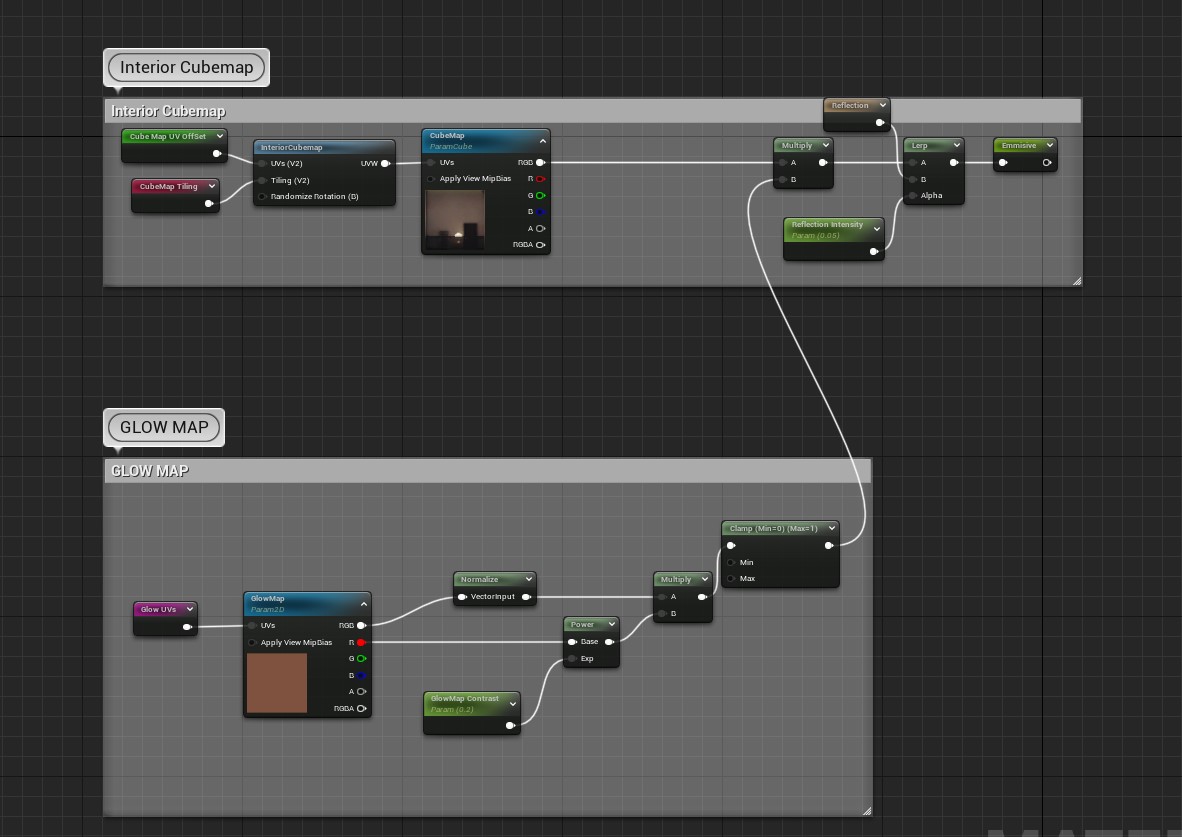 Interior Cubemap
Interior Cubemap
Cube Map UV OffSet
CubeMap Tiling
InteriorCubemap
UVs (V2) UVW
Tiling (V2)
Randomize Rotation (B)
CubeMap
ParamCube
UVs RGB
Apply View MipBias R
G
B
A
RGBA
Reflection
Multiply
A
B
Reflection Intensity
Param (0.05)
Lerp
A
B
Alpha
Emmisive
GLOW MAP
GLOW MAP
Glow UVs
GlowMap
Param2D
UVs RGB
Apply View MipBias R
G
B
A
RGBA
Normalize
VectorInput
GlowMap Contrast
Param (0.2)
Power
Base
Exp
Multiply
A
B
Clamp (Min=0) (Max=1)
Min
Max